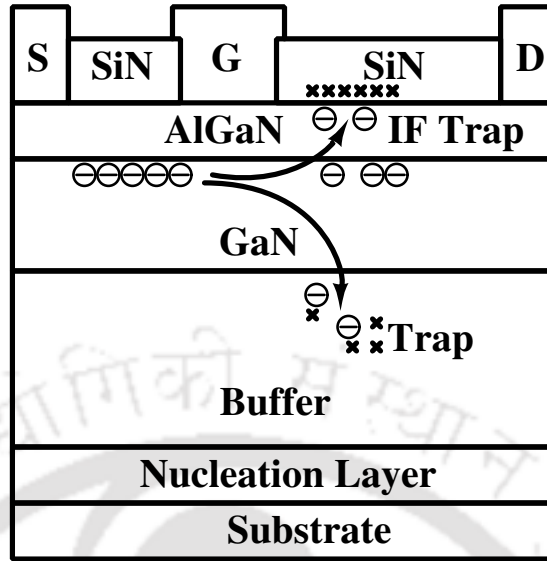 S SiN G SiN D
AlGaN IF Trap
GaN
Trap
Buffer
Nucleation Layer
Substrate